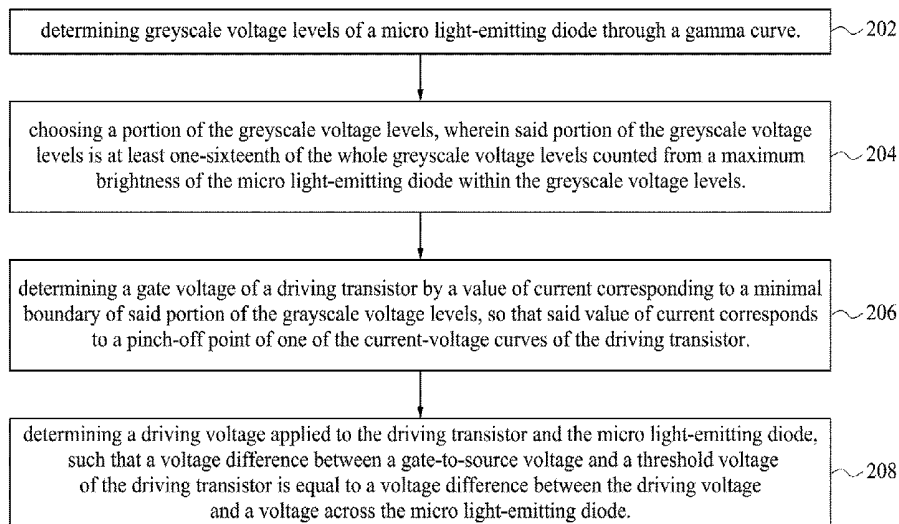 determining greyscale voltage levels of a micro light-emitting diode through a gamma curve.
202
choosing a portion of the greyscale voltage levels, wherein said portion of the greyscale voltage
levels is at least one-sixteenth of the whole greyscale voltage levels counted from a maximum
brightness of the micro light-emitting diode within the greyscale voltage levels.
204
determining a gate voltage of a driving transistor by a value of current corresponding to a minimal
boundary of said portion of the grayscale voltage levels, so that said value of current corresponds
to a pinch-off point of one of the current-voltage curves of the driving transistor.
206
determining a driving voltage applied to the driving transistor and the micro light-emitting diode,
such that a voltage difference between a gate-to-source voltage and a threshold voltage
of the driving transistor is equal to a voltage difference between the driving voltage
and a voltage across the micro light-emitting diode.
208